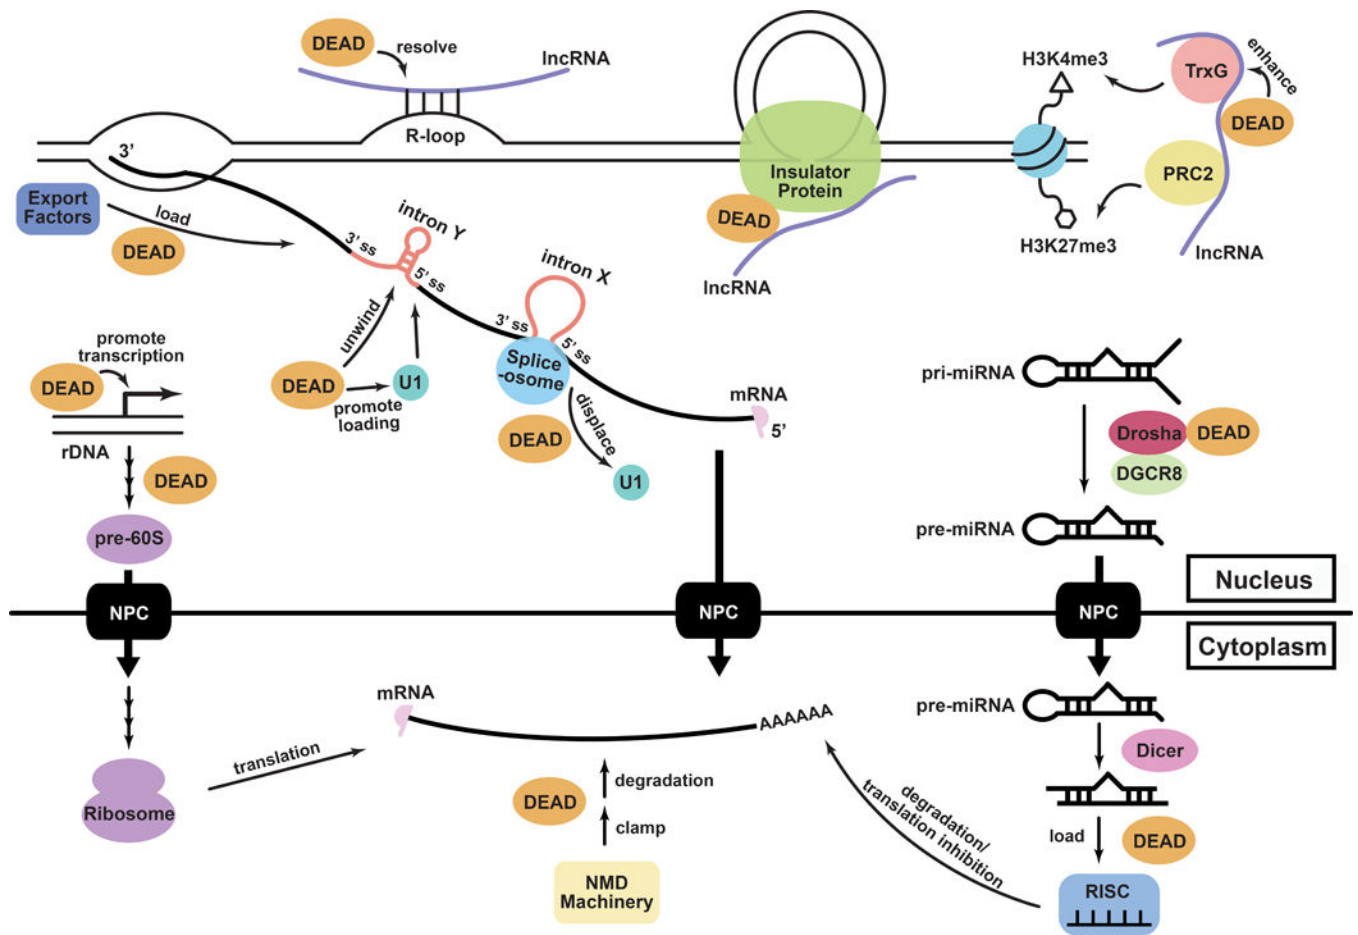 DEAD
resolve
lncRNA
R-loop
3’
Export
Factors
load
DEAD
3’ ss
intron Y
5’ ss
unwind
DEAD
promote
loading
U1
intron X
3’ ss
5’ ss
Splice
-osome
DEAD
displace
U1
mRNA
5’
Insulator
Protein
DEAD
lncRNA
H3K4me3
TrxG
enhance
DEAD
PRC2
H3K27me3
lncRNA
promote
transcription
DEAD
rDNA
DEAD
pre-60S
pri-miRNA
Drosha
DEAD
DGCR8
pre-miRNA
Nucleus
NPC
NPC
NPC
Cytoplasm
mRNA
AAAAAA
translation
Ribosome
DEAD
degradation
clamp
NMD
Machinery
degradation/
translation inhibition
pre-miRNA
Dicer
load
DEAD
RISC